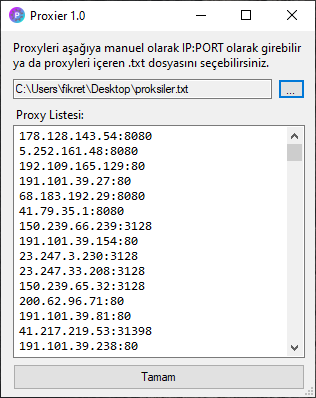 Proxier 1.0
Proxyleri aşağıya manuel olarak IP:PORT olarak girebilir
ya da proxyleri içeren .txt dosyasını seçebilirsiniz.
C:\Users\fikret\Desktop\proksiler.txt
...
Proxy Listesi:
178.128.143.54:8080
5.252.161.48:8080
192.109.165.129:80
191.101.39.27:80
68.183.192.29:8080
41.79.35.1:8080
150.239.66.239:3128
191.101.39.154:80
23.247.3.230:3128
23.247.33.208:3128
150.239.65.32:3128
200.62.96.71:80
191.101.39.81:80
41.217.219.53:31398
191.101.39.238:80
Tamam